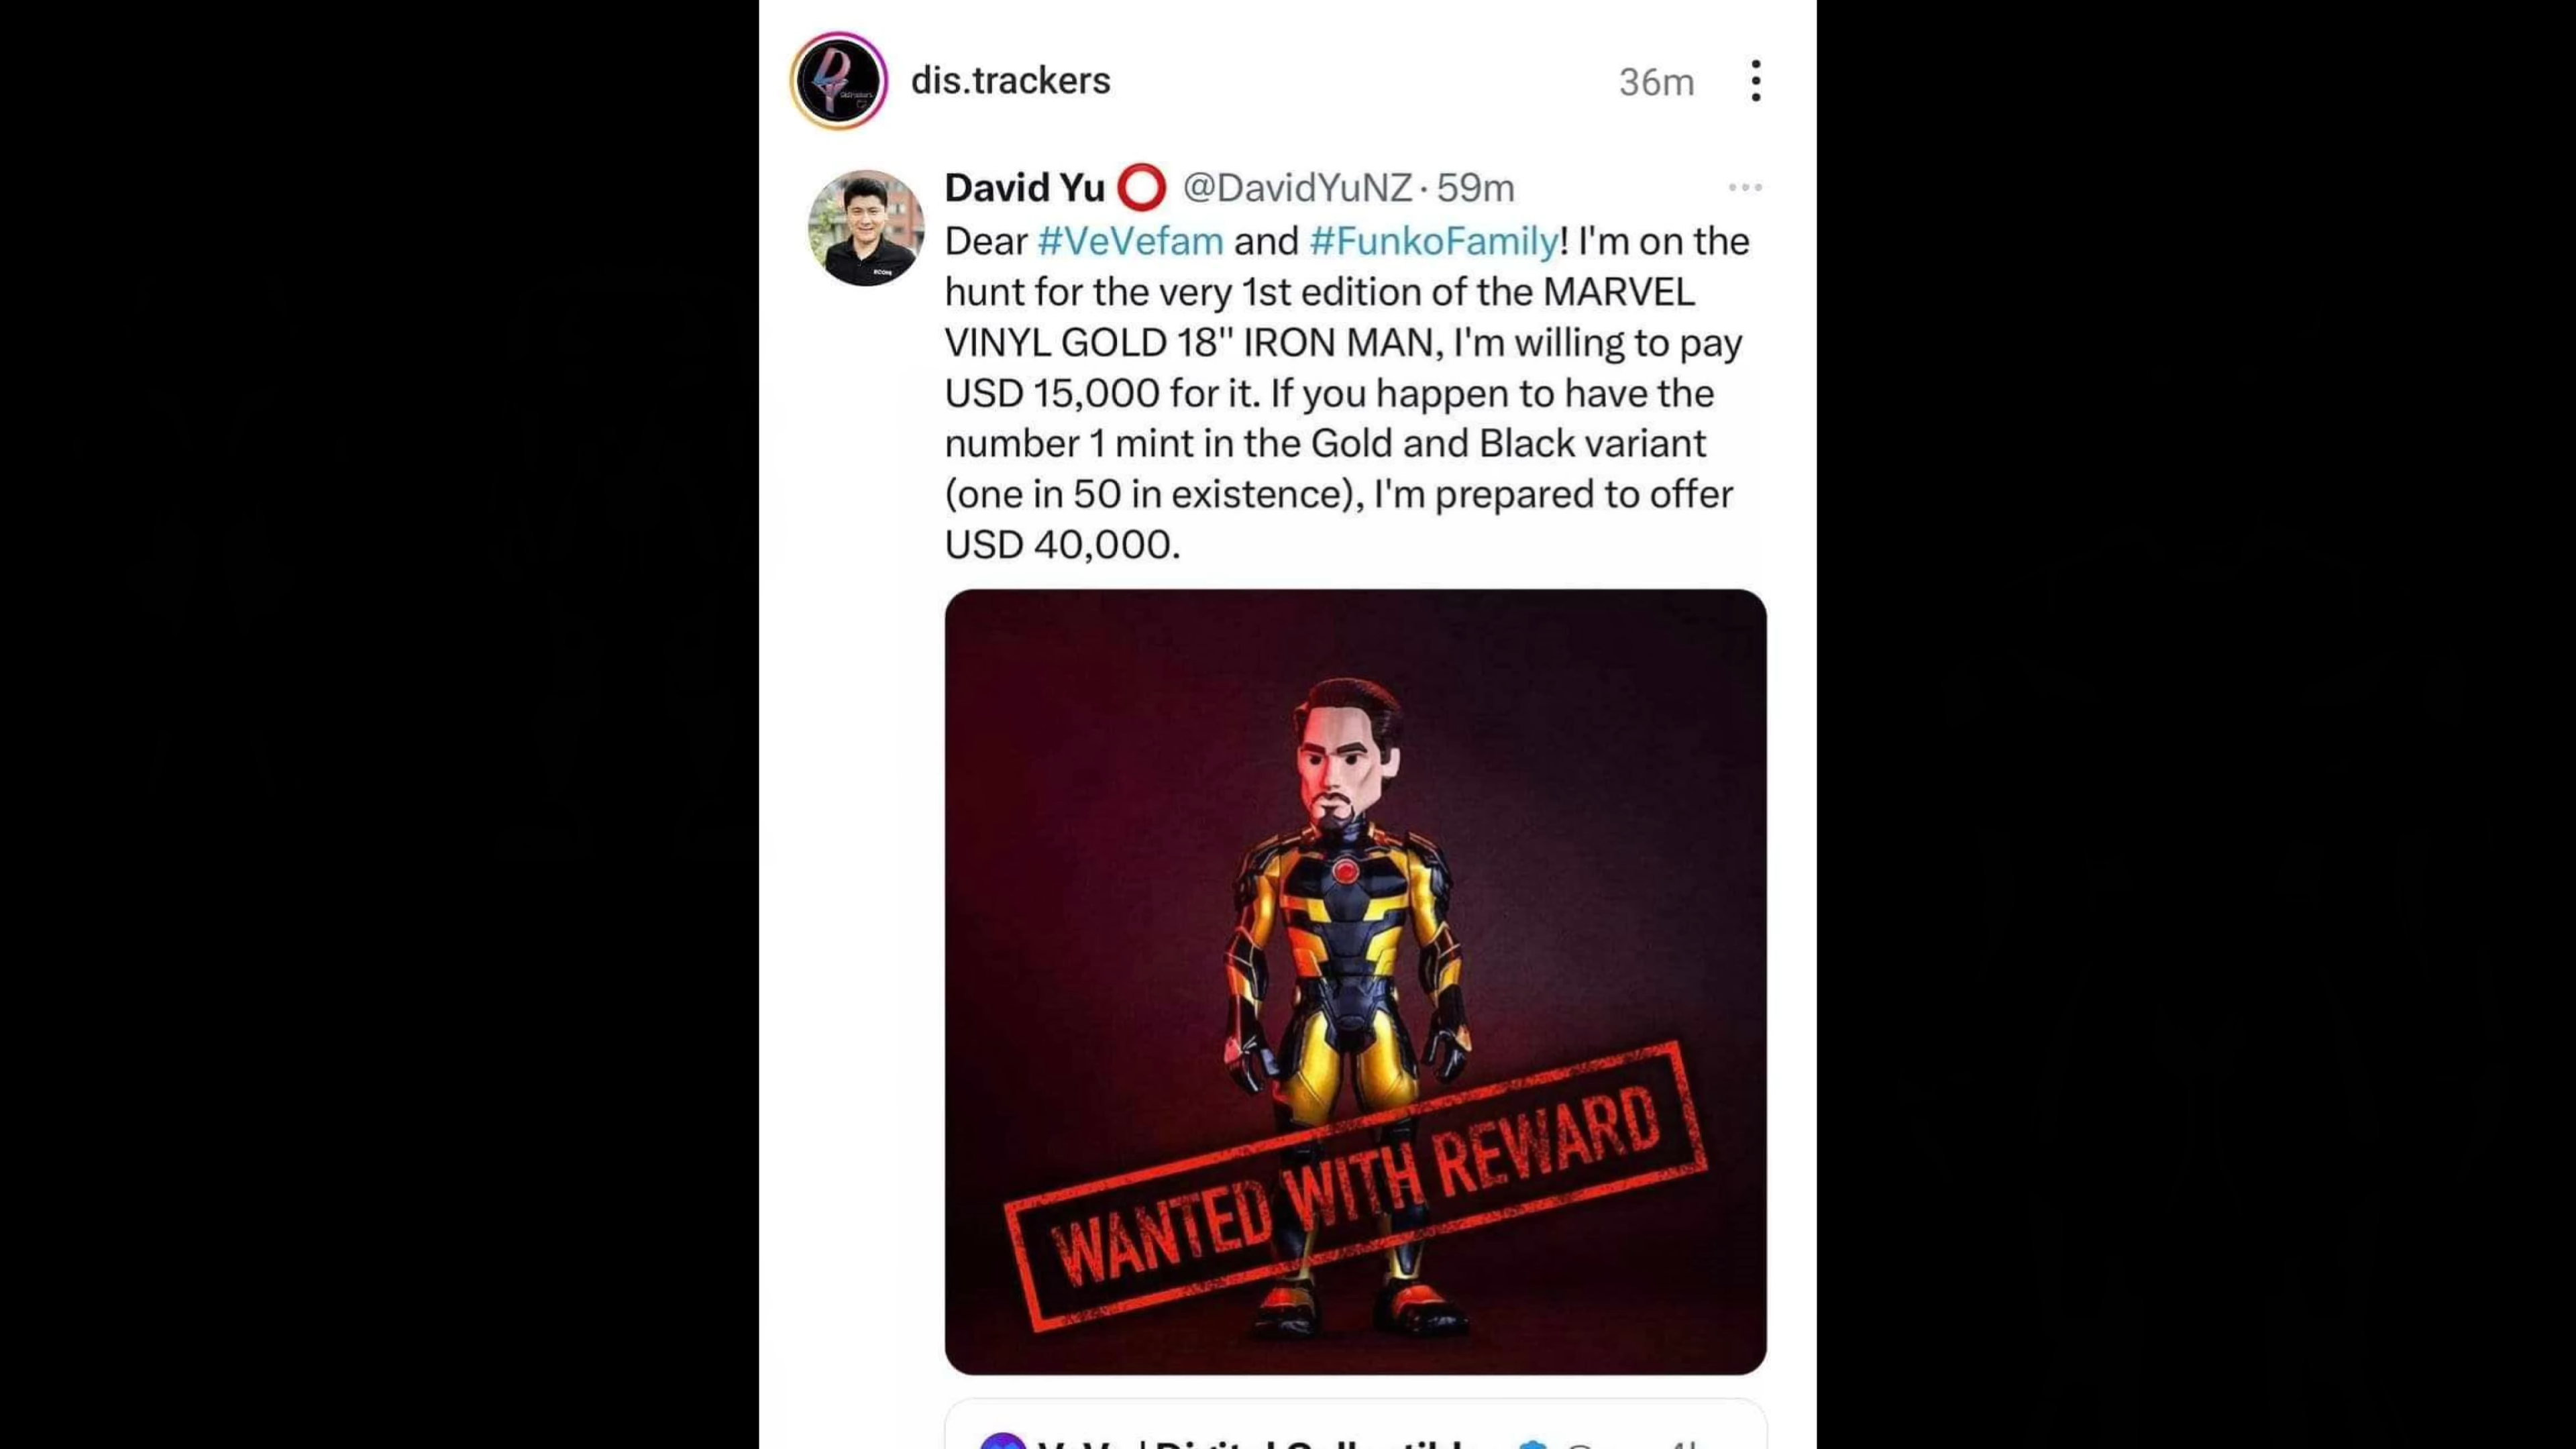 dis.trackers
36m
David Yu @DavidYuNZ · 59m
Dear #VeVefam and #FunkoFamily! I'm on the
hunt for the very 1st edition of the MARVEL
VINYL GOLD 18" IRON MAN, I'm willing to pay
USD 15,000 for it. If you happen to have the
number 1 mint in the Gold and Black variant
(one in 50 in existence), I'm prepared to offer
USD 40,000.
WANTED WITH REWARD